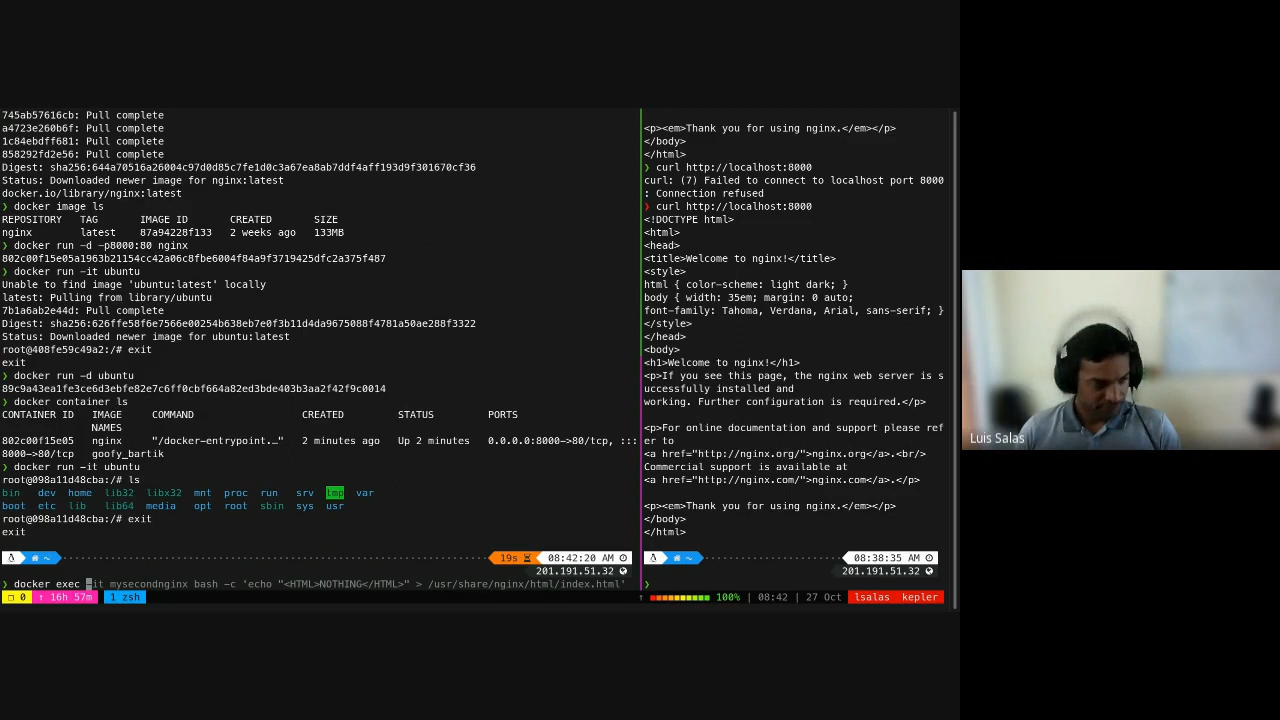 745ab57616cb: Pull complete
a4723e260b6f: Pull complete
1c84ebdff681: Pull complete
858292fd2e56: Pull complete
Digest: sha256:644a70516a26004c97d0d85c7fe1d0c3a67ea8ab7ddf4aff193d9f301670cf36
Status: Downloaded newer image for nginx:latest
docker.io/library/nginx:latest
❯ docker image ls
REPOSITORY TAG IMAGE ID CREATED SIZE
nginx latest 87a94228f133 2 weeks ago 133MB
❯ docker run -d -p8000:80 nginx
802c00f15e05a1963b21154cc42a06c8fbe6004f84a9f3719425dfc2a375f487
❯ docker run -it ubuntu
Unable to find image 'ubuntu:latest' locally
latest: Pulling from library/ubuntu
7b1a6ab2e44d: Pull complete
Digest: sha256:626ffe58f6e7566e00254b638eb7e0f3b11d4da9675088f4781a50ae288f3322
Status: Downloaded newer image for ubuntu:latest
root@408fe59c49a2:/# exit
exit
❯ docker run -d ubuntu
89c9a43ea1fe3ce6d3ebfe82e7c6ff0cbf664a82ed3bde403b3aa2f42f9c0014
❯ docker container ls
CONTAINER ID IMAGE COMMAND CREATED STATUS PORTS
NAMES
802c00f15e05 nginx "/docker-entrypoint.…" 2 minutes ago Up 2 minutes 0.0.0.0:8000->80/tcp, :::
8000->80/tcp goofy_bartik
❯ docker run -it ubuntu
root@098a11d48cba:/# ls
bin dev home lib32 libx32 mnt proc run srv tmp var
boot etc lib lib64 media opt root sbin sys usr
root@098a11d48cba:/# exit
exit
~ 19s 08:42:20 AM
201.191.51.32
❯ docker exec -it mysecondnginx bash -c 'echo "<HTML>NOTHING</HTML>" > /usr/share/nginx/html/index.html'
<p><em>Thank you for using nginx.</em></p>
</body>
</html>
❯ curl http://localhost:8000
curl: (7) Failed to connect to localhost port 8000
: Connection refused
❯ curl http://localhost:8000
<!DOCTYPE html>
<html>
<head>
<title>Welcome to nginx!</title>
<style>
html { color-scheme: light dark; }
body { width: 35em; margin: 0 auto;
font-family: Tahoma, Verdana, Arial, sans-serif; }
</style>
</head>
<body>
<h1>Welcome to nginx!</h1>
<p>If you see this page, the nginx web server is s
uccessfully installed and
working. Further configuration is required.</p>
<p>For online documentation and support please ref
er to
<a href="http://nginx.org/">nginx.org</a>.<br/>
Commercial support is available at
<a href="http://nginx.com/">nginx.com</a>.</p>
<p><em>Thank you for using nginx.</em></p>
</body>
</html>
~ 08:38:35 AM
201.191.51.32
❯
0 ↑ 16h 57m 1 zsh
↑ 100% | 08:42 | 27 Oct lsalas kepler
Luis Salas